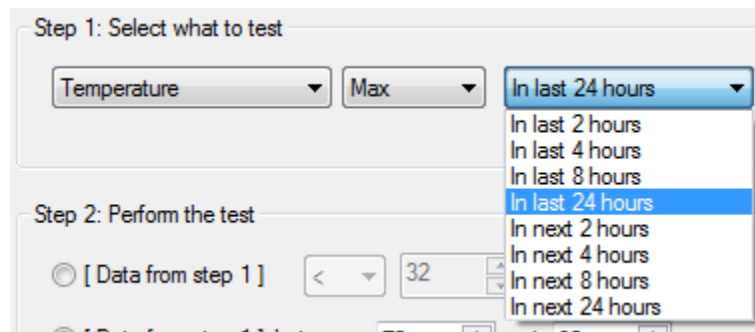 Step 1: Select what to test
Temperature Max In last 24 hours
In last 2 hours
In last 4 hours
In last 8 hours
In last 24 hours
In next 2 hours
In next 4 hours
In next 8 hours
In next 24 hours
Step 2: Perform the test
[ Data from step 1 ] < 32